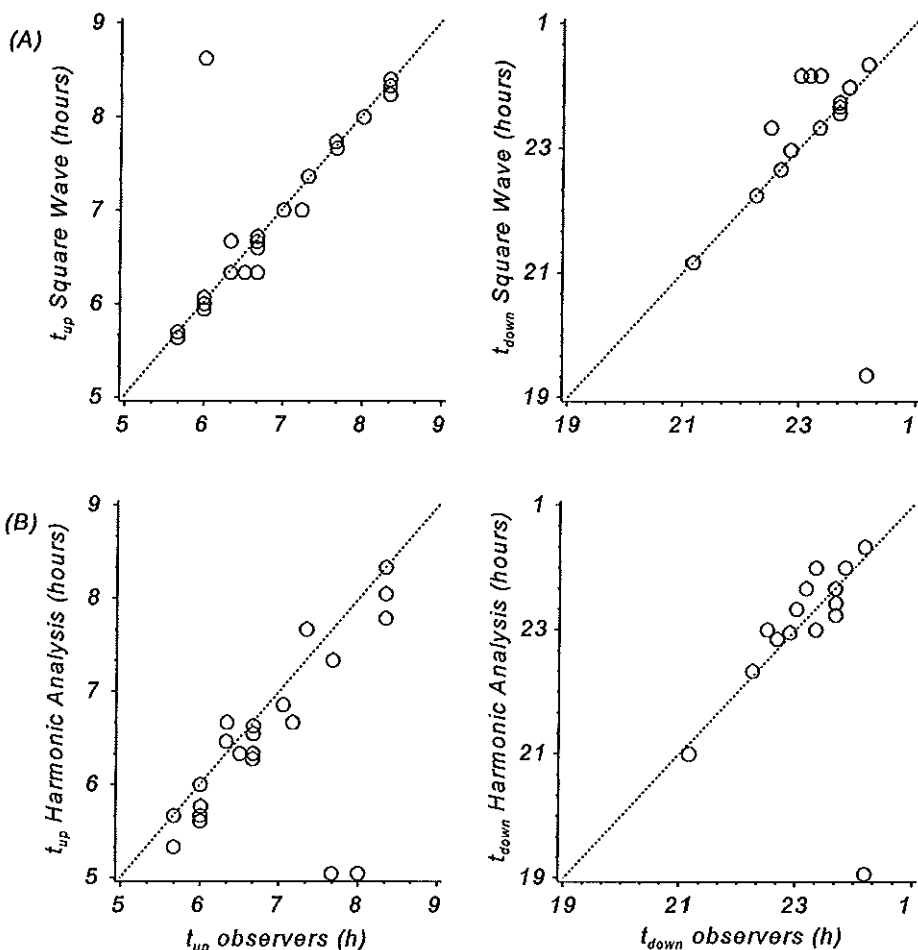 (A)
t_up Square Wave (hours)
9
8
7
6
5
5 6 7 8 9
t_down Square Wave (hours)
1
23
21
19
19 21 23 1
(B)
t_up Harmonic Analysis (hours)
9
8
7
6
5
5 6 7 8 9
t_up observers (h)
t_down Harmonic Analysis (hours)
1
23
21
19
19 21 23 1
t_down observers (h)